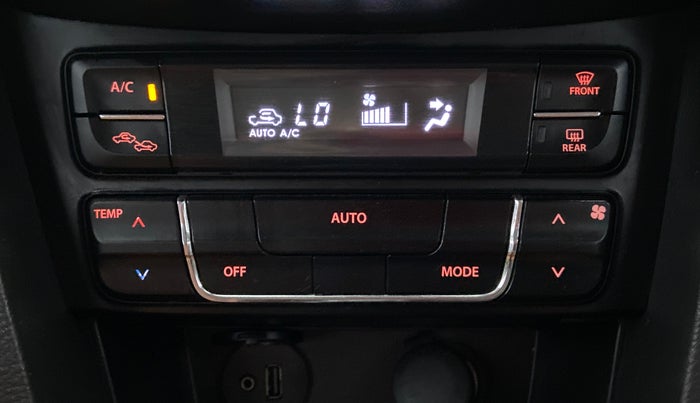 A/C
LO
AUTO A/C
FRONT
REAR
TEMP
AUTO
OFF
MODE